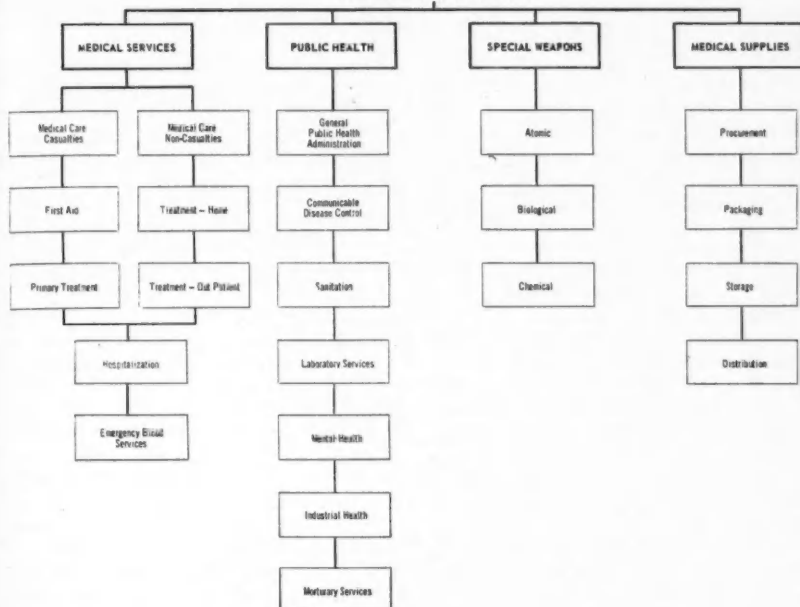 MEDICAL SERVICES
Medical Care
Casualties
First Aid
Primary Treatment
Medical Care
Non-Casualties
Treatment – Home
Treatment – Out Patient
Hospitalization
Emergency Blood
Services
PUBLIC HEALTH
General
Public Health
Administration
Communicable
Disease Control
Sanitation
Laboratory Services
Mental Health
Industrial Health
Morturary Services
SPECIAL WEAPONS
Atomic
Biological
Chemical
MEDICAL SUPPLIES
Procurement
Packaging
Storage
Distribution